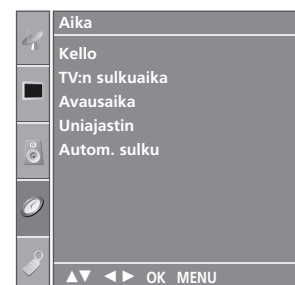 Aika
Kello
TV:n sulkuaika
Avausaika
Uniajastin
Autom. sulku
▲▼ ◄► OK MENU